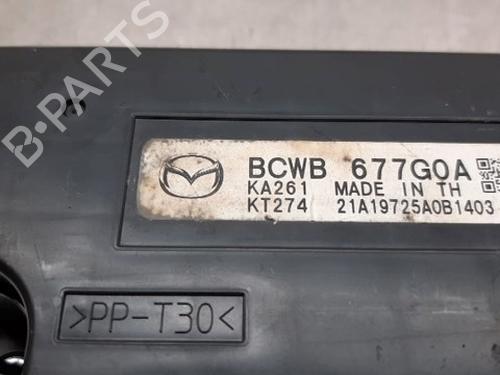 B-PARTS
BCWB 677G0A
KA261 MADE IN TH
KT274 21A19725A0B1403
>PP-T30<